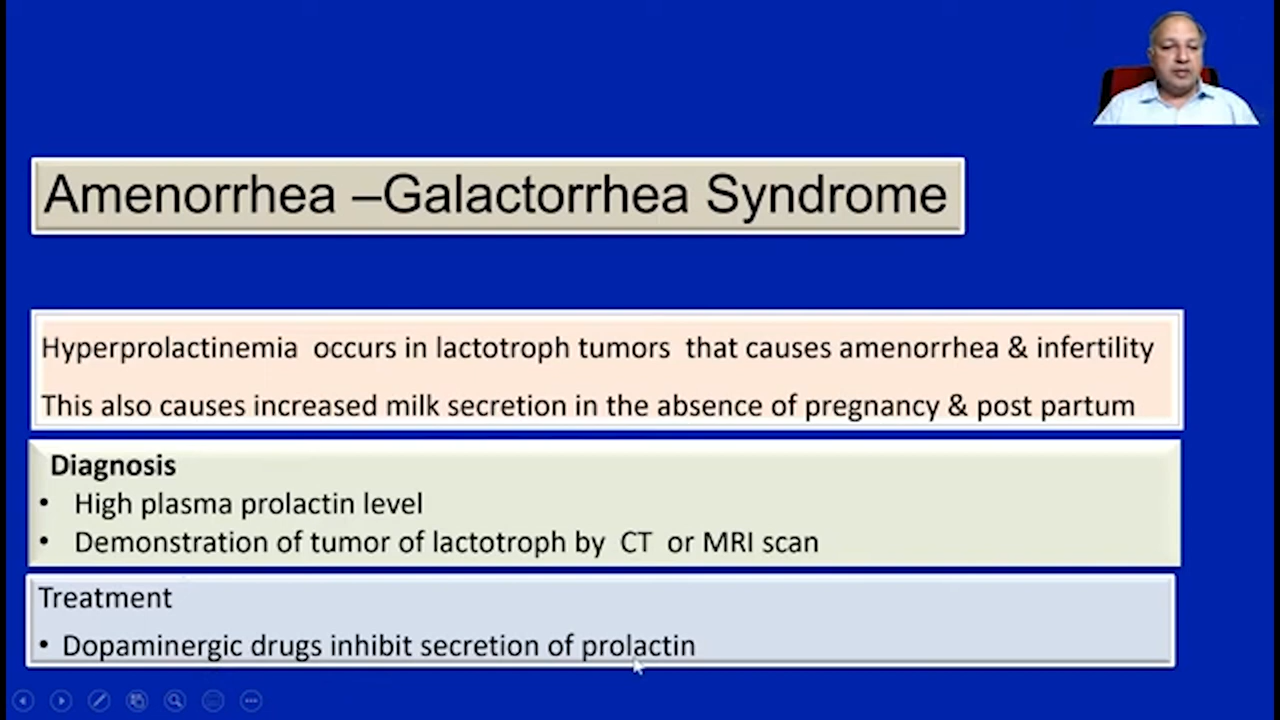 Amenorrhea –Galactorrhea Syndrome
Hyperprolactinemia occurs in lactotroph tumors that causes amenorrhea & infertility
This also causes increased milk secretion in the absence of pregnancy & post partum
Diagnosis
• High plasma prolactin level
• Demonstration of tumor of lactotroph by CT or MRI scan
Treatment
• Dopaminergic drugs inhibit secretion of prolactin